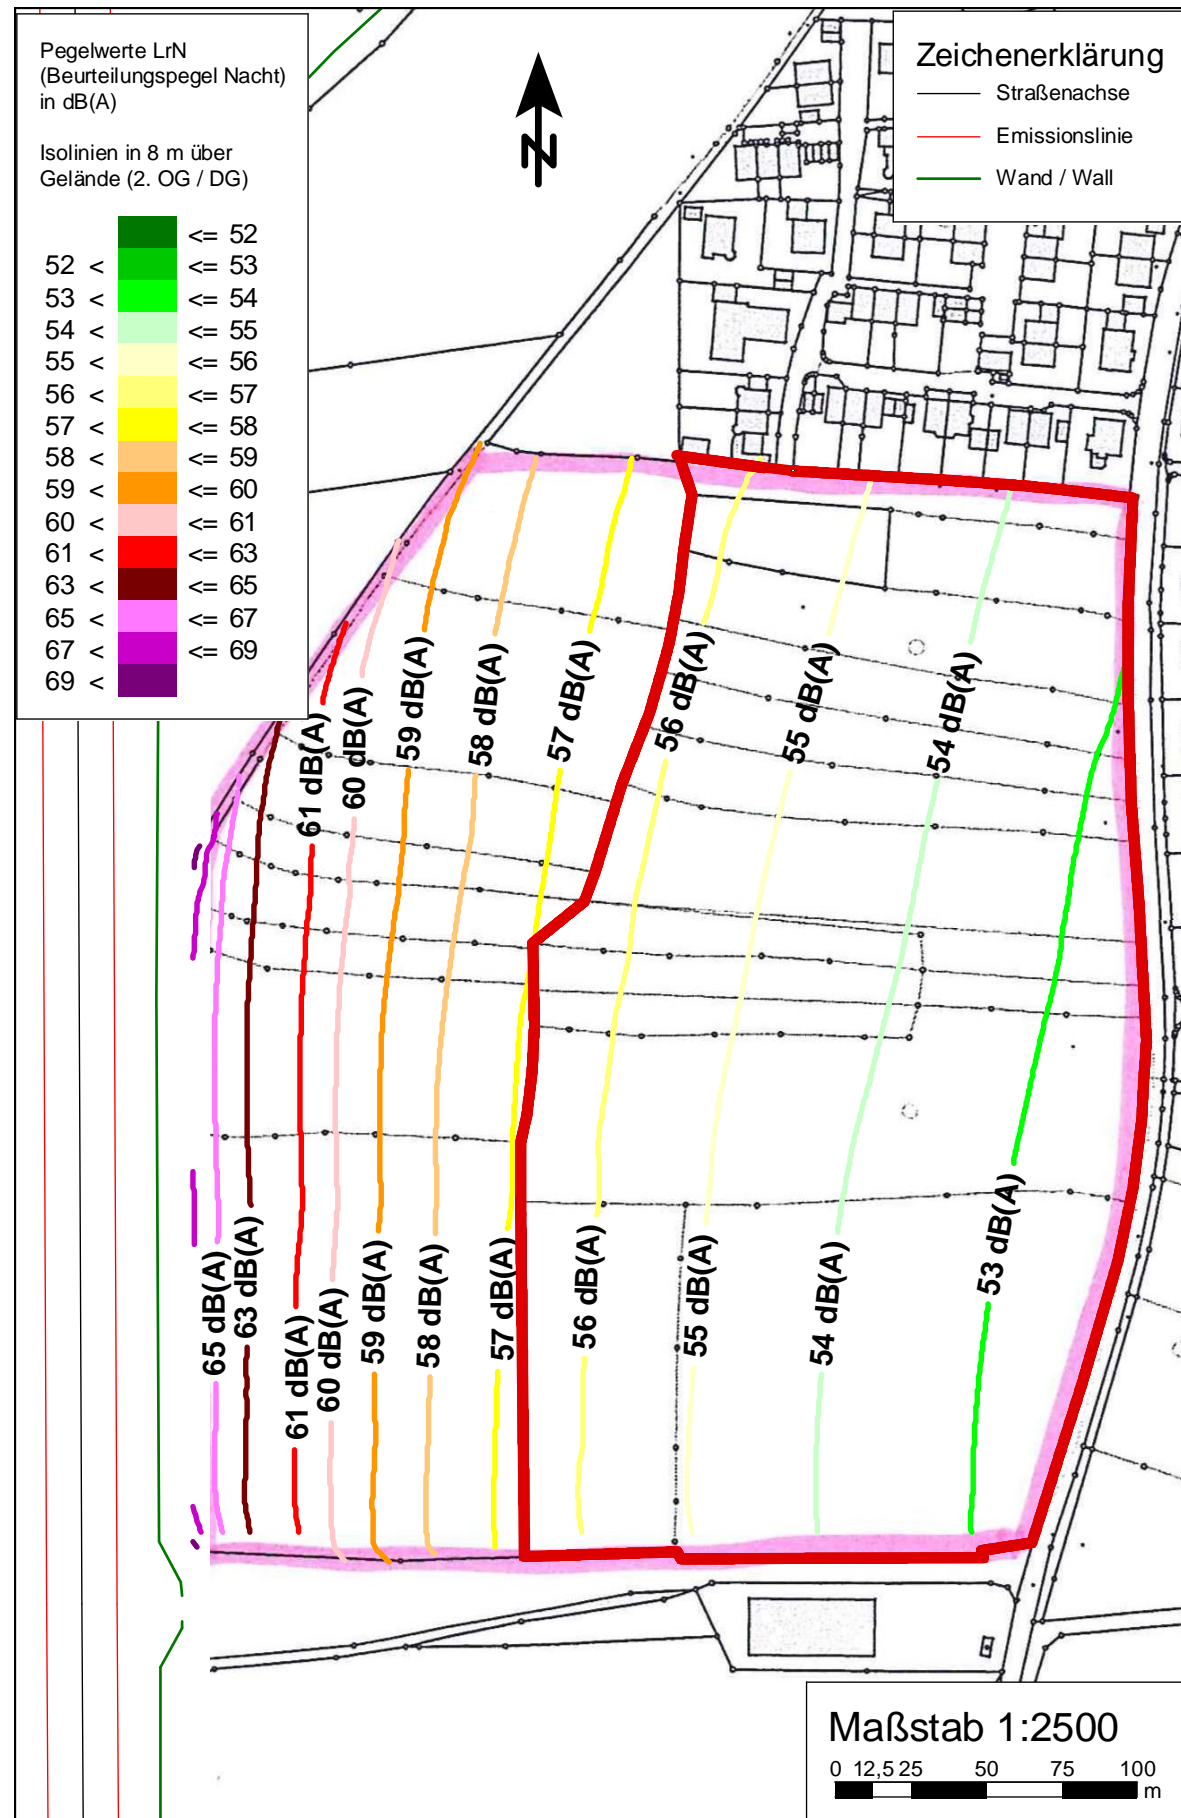 Pegelwerte LrN
(Beurteilungspegel Nacht)
in dB(A)
Isolinien in 8 m über
Gelände (2. OG / DG)
<= 52
52 < <= 53
53 < <= 54
54 < <= 55
55 < <= 56
56 < <= 57
57 < <= 58
58 < <= 59
59 < <= 60
60 < <= 61
61 < <= 63
63 < <= 65
65 < <= 67
67 < <= 69
69 <
N
Zeichenerklärung
Straßenachse
Emissionslinie
Wand / Wall
61 dB(A)
60 dB(A)
59 dB(A)
58 dB(A)
57 dB(A)
56 dB(A)
55 dB(A)
54 dB(A)
65 dB(A)
63 dB(A)
61 dB(A)
60 dB(A)
59 dB(A)
58 dB(A)
57 dB(A)
56 dB(A)
55 dB(A)
54 dB(A)
53 dB(A)
Maßstab 1:2500
0 12,5 25 50 75 100
m